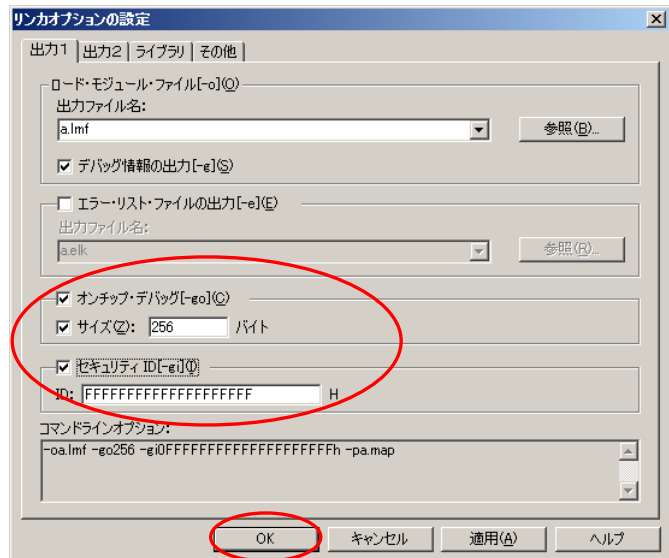 リンカオプションの設定
出力1 出力2 ライブラリ その他
ロード・モジュール・ファイル[-o](O)
出力ファイル名:
a.lmf 参照(B)...
デバッグ情報の出力[-g](S)
エラー・リスト・ファイルの出力[-e](E)
出力ファイル名:
a.elk 参照(R)...
オンチップ・デバッグ[-go](C)
サイズ(Z): 256 バイト
セキュリティID[-gi](I)
ID: FFFFFFFFFFFFFFFFFFFF H
コマンドラインオプション:
-oa.lmf -go256 -gi0FFFFFFFFFFFFFFFFFFFFh -pa.map
OK キャンセル 適用(A) ヘルプ